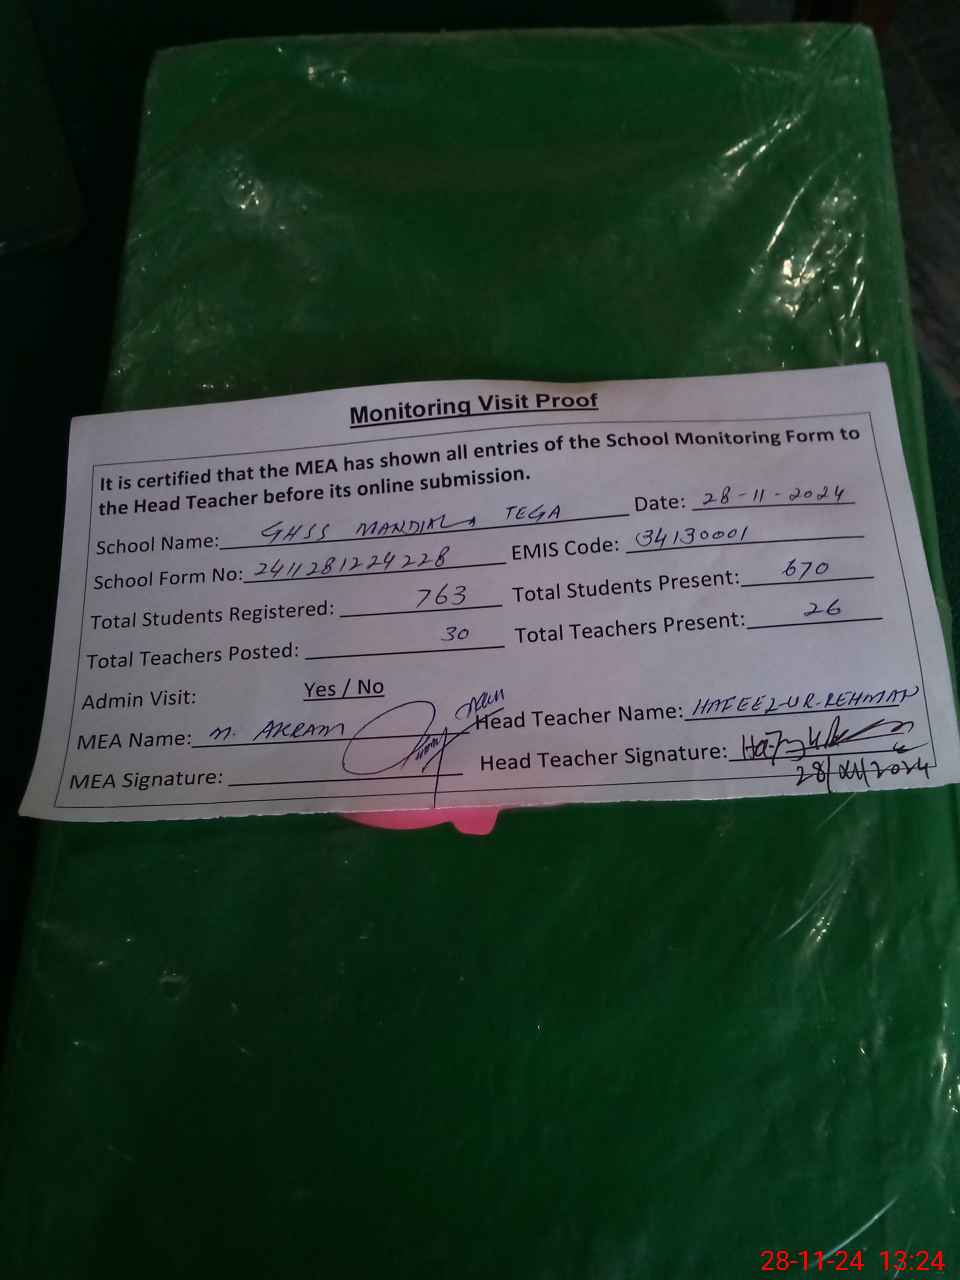 Monitoring Visit Proof
It is certified that the MEA has shown all entries of the School Monitoring Form to
the Head Teacher before its online submission.
School Name: GHSS MANDIALA TEGA Date: 28-11-2024
School Form No: 2411281224228 EMIS Code: 34130001
Total Students Registered: 763 Total Students Present: 670
Total Teachers Posted: 30 Total Teachers Present: 26
Admin Visit: Yes / No
MEA Name: M. AKRAM Head Teacher Name: HAFEEZ-UR-REHMAN
MEA Signature: Head Teacher Signature:
28/XI/2024
28-11-24 13:24